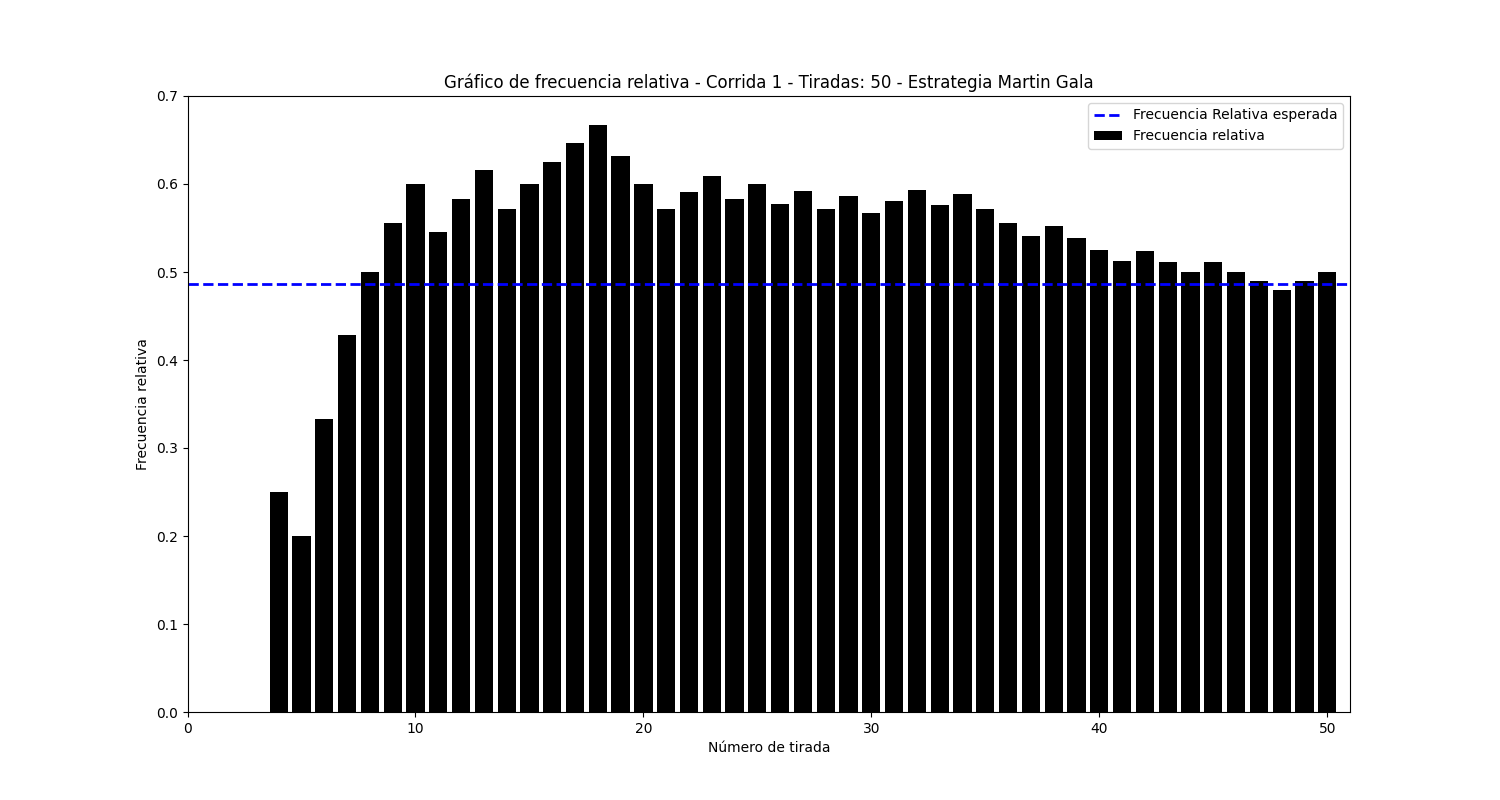 Gráfico de frecuencia relativa - Corrida 1 - Tiradas: 50 - Estrategia Martin Gala
Frecuencia Relativa esperada
Frecuencia relativa
Frecuencia relativa
0.7
0.6
0.5
0.4
0.3
0.2
0.1
0.0
0 10 20 30 40 50
Número de tirada